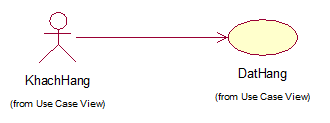 KhachHang
(from Use Case View)
DatHang
(from Use Case View)